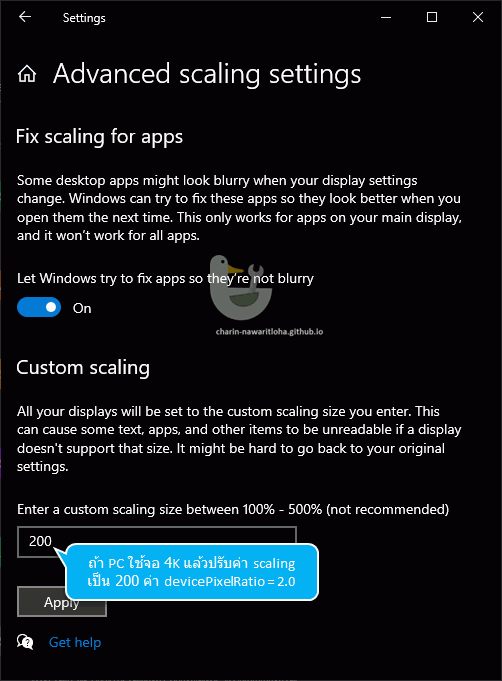 Settings
Advanced scaling settings
Fix scaling for apps
Some desktop apps might look blurry when your display settings
change. Windows can try to fix these apps so they look better when you
open them the next time. This only works for apps on your main display,
and it won't work for all apps.
Let Windows try to fix apps so they're not blurry
On
charin-nawaritloha.github.io
Custom scaling
All your displays will be set to the custom scaling size you enter. This
can cause some text, apps, and other items to be unreadable if a display
doesn't support that size. It might be hard to go back to your original
settings.
Enter a custom scaling size between 100% - 500% (not recommended)
200
ถ้า PC ใช้จอ 4K แล้วปรับค่า scaling
เป็น 200 ค่า devicePixelRatio = 2.0
Apply
Get help